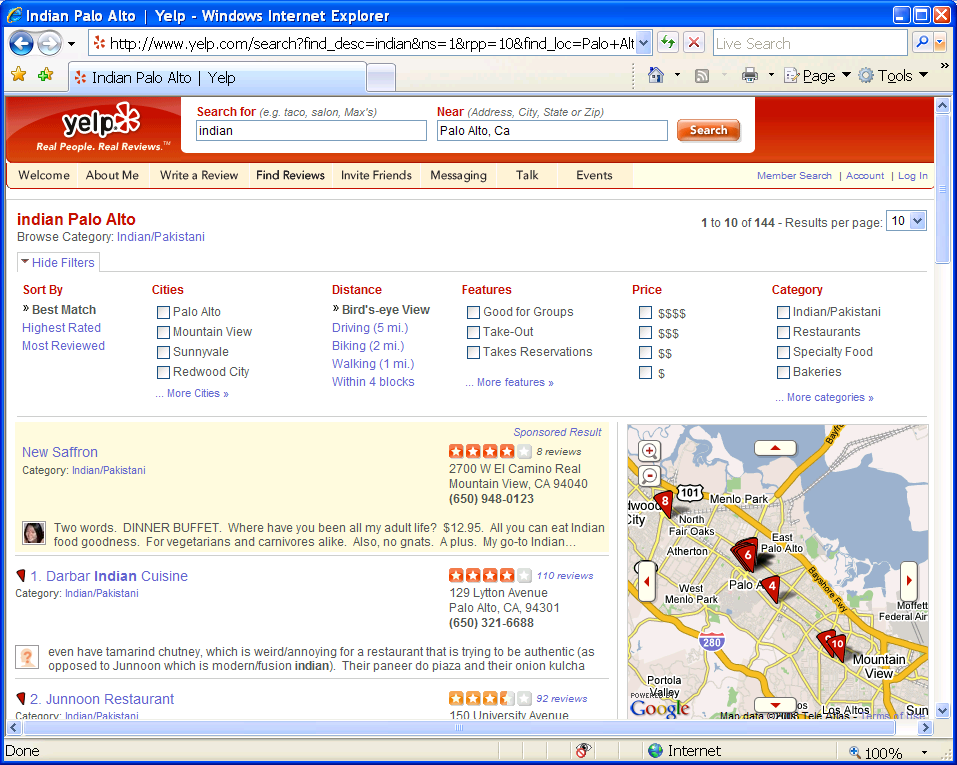 Indian Palo Alto | Yelp - Windows Internet Explorer
http://www.yelp.com/search?find_desc=indian&ns=1&rpp=10&find_loc=Palo+Alt
Live Search
Indian Palo Alto | Yelp
Page
Tools
yelp
Real People. Real Reviews.™
Search for (e.g. taco, salon, Max's)
Near (Address, City, State or Zip)
indian
Palo Alto, Ca
Search
Welcome About Me Write a Review Find Reviews Invite Friends Messaging Talk Events
Member Search | Account | Log In
indian Palo Alto
1 to 10 of 144 - Results per page: 10
Browse Category: Indian/Pakistani
Hide Filters
Sort By
» Best Match
Highest Rated
Most Reviewed
Cities
Palo Alto
Mountain View
Sunnyvale
Redwood City
... More Cities »
Distance
» Bird's-eye View
Driving (5 mi.)
Biking (2 mi.)
Walking (1 mi.)
Within 4 blocks
Features
Good for Groups
Take-Out
Takes Reservations
... More features »
Price
$$$$
$$$
$$
$
Category
Indian/Pakistani
Restaurants
Specialty Food
Bakeries
... More categories »
Sponsored Result
New Saffron
Category: Indian/Pakistani
8 reviews
2700 W El Camino Real
Mountain View, CA 94040
(650) 948-0123
Two words. DINNER BUFFET. Where have you been all my adult life? $12.95. All you can eat Indian
food goodness. For vegetarians and carnivores alike. Also, no gnats. A plus. My go-to Indian...
1. Darbar Indian Cuisine
Category: Indian/Pakistani
110 reviews
129 Lytton Avenue
Palo Alto, CA, 94301
(650) 321-6688
even have tamarind chutney, which is weird/annoying for a restaurant that is trying to be authentic (as
opposed to Junnoon which is modern/fusion indian). Their paneer do piaza and their onion kulcha
2. Junnoon Restaurant
Category: Indian/Pakistani
92 reviews
150 University Avenue
Bayfro
101
Menlo Park
8
dwood
City
North
Fair Oaks
Atherton
East
Palo Alto
6
West
Menlo Park
Palo A
4
Bayshore Fwy
Moffett
Federal Air
280
10
Mountain
View
Portola
Valley
POWERED BY
Google
os
Los Altos
Sun
Map data ©2008 Tele Atlas - Terms of Use
Done
Internet
100%